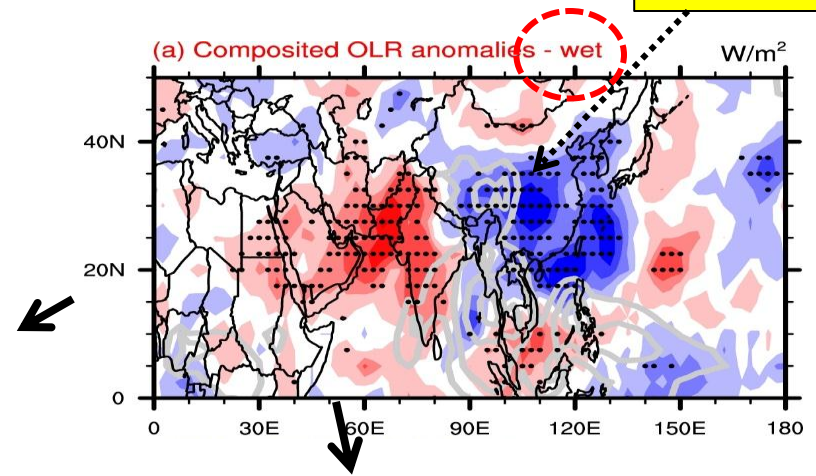 (a) Composited OLR anomalies - wet W/m²
40N
20N
0
0 30E 60E 90E 120E 150E 180